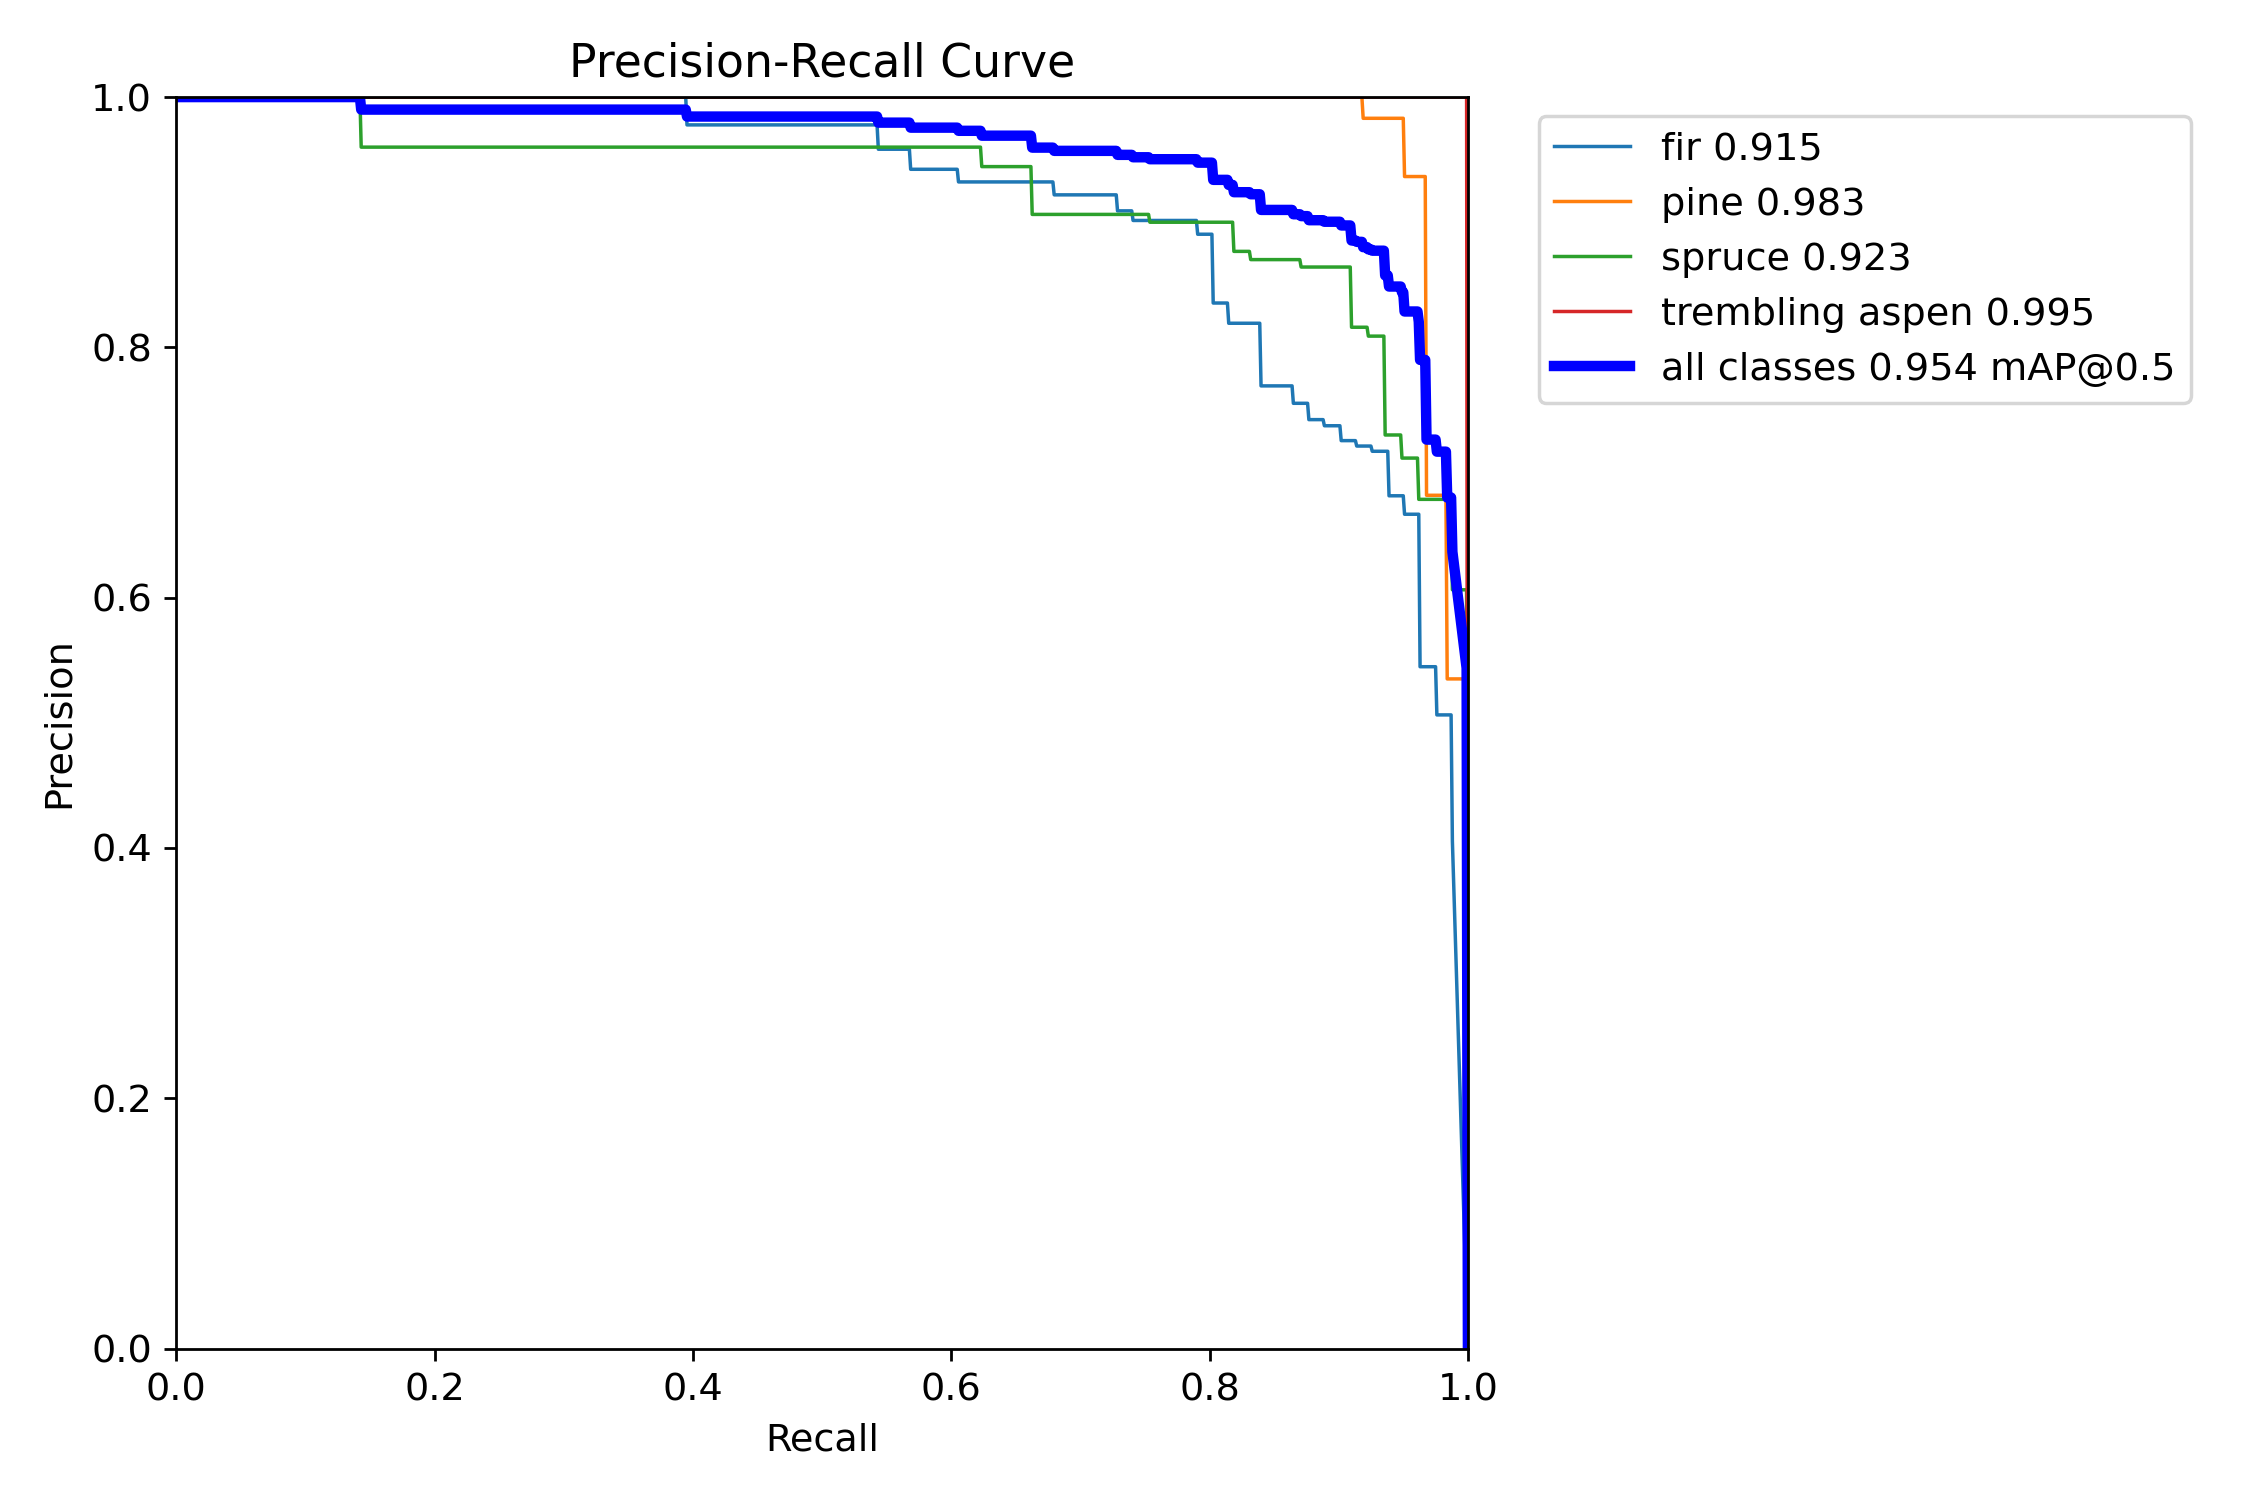 Precision-Recall Curve
1.0
0.8
0.6
0.4
0.2
0.0
Precision
0.0 0.2 0.4 0.6 0.8 1.0
Recall
fir 0.915
pine 0.983
spruce 0.923
trembling aspen 0.995
all classes 0.954 mAP@0.5